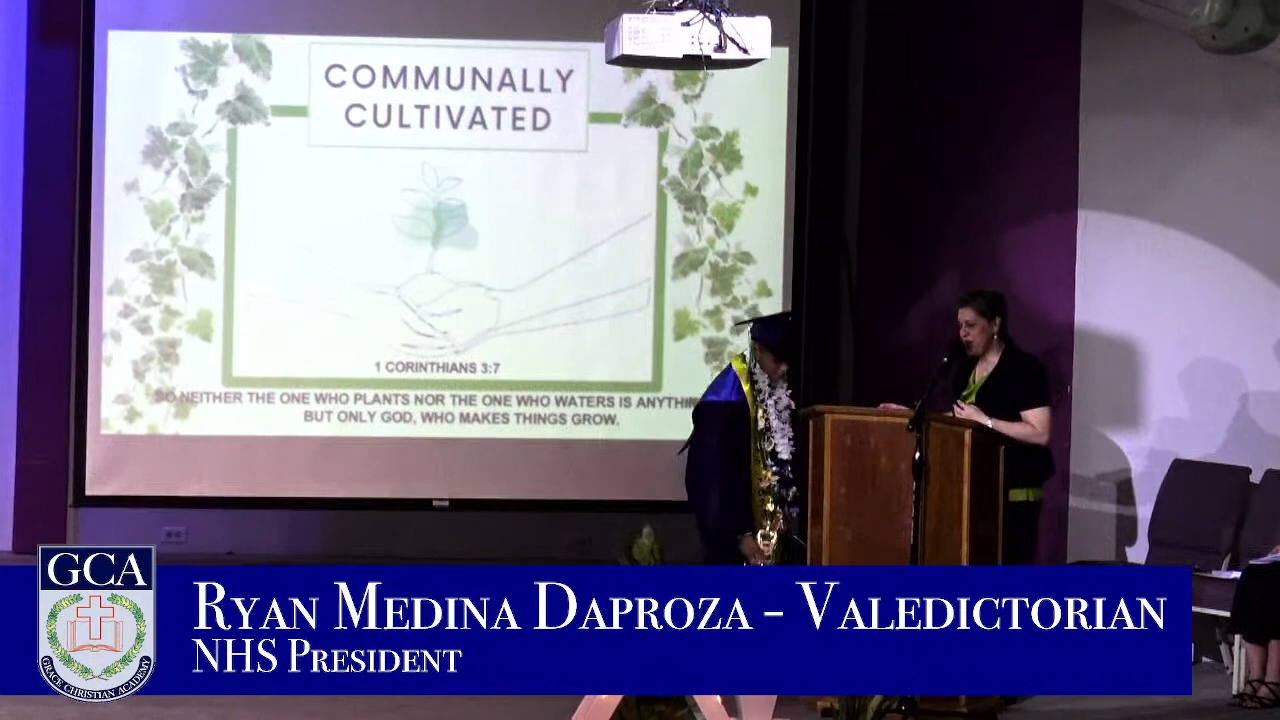 COMMUNALLY
CULTIVATED
1 CORINTHIANS 3:7
SO NEITHER THE ONE WHO PLANTS NOR THE ONE WHO WATERS IS
BUT ONLY GOD, WHO MAKES THINGS GROW.
GCA
GRACE CHRISTIAN ACADEMY
RYAN MEDINA DAPROZA - VALEDICTORIAN
NHS PRESIDENT